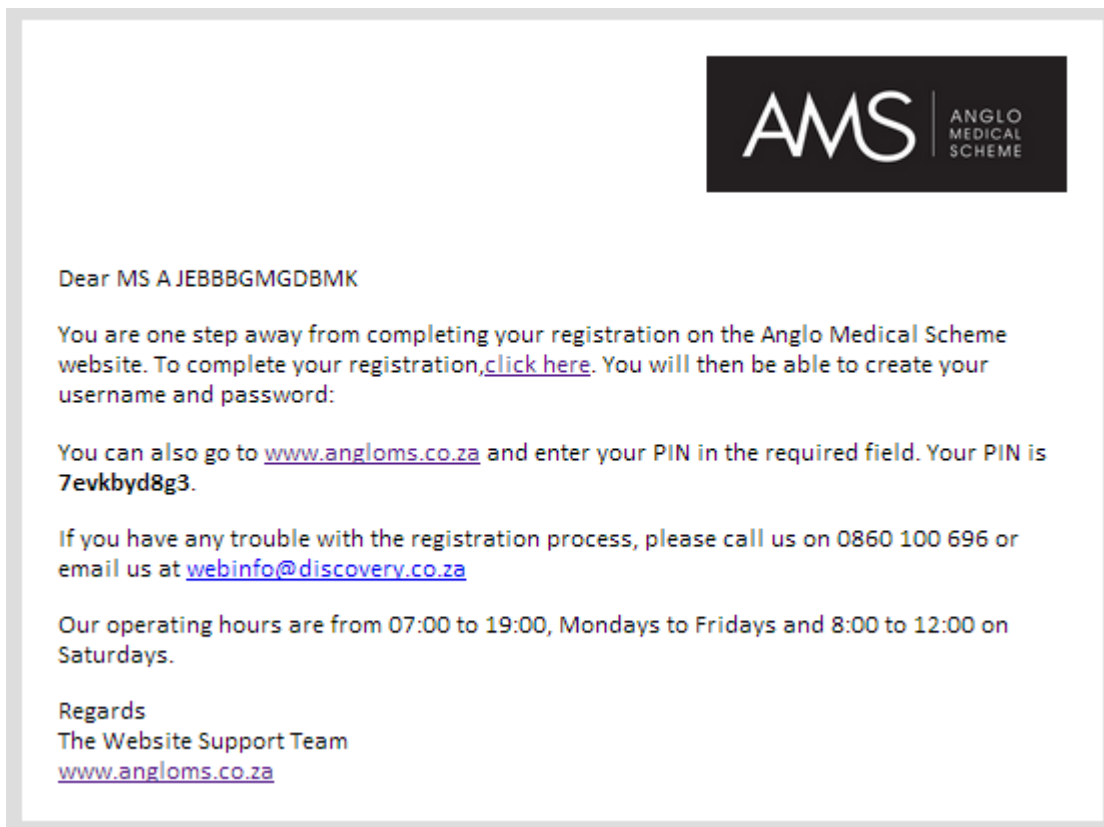 AMS
ANGLO
MEDICAL
SCHEME
Dear MS A JEBBBGMGDBMK
You are one step away from completing your registration on the Anglo Medical Scheme
website. To complete your registration,click here. You will then be able to create your
username and password:
You can also go to www.angloms.co.za and enter your PIN in the required field. Your PIN is
7evkbyd8g3.
If you have any trouble with the registration process, please call us on 0860 100 696 or
email us at webinfo@discovery.co.za
Our operating hours are from 07:00 to 19:00, Mondays to Fridays and 8:00 to 12:00 on
Saturdays.
Regards
The Website Support Team
www.angloms.co.za